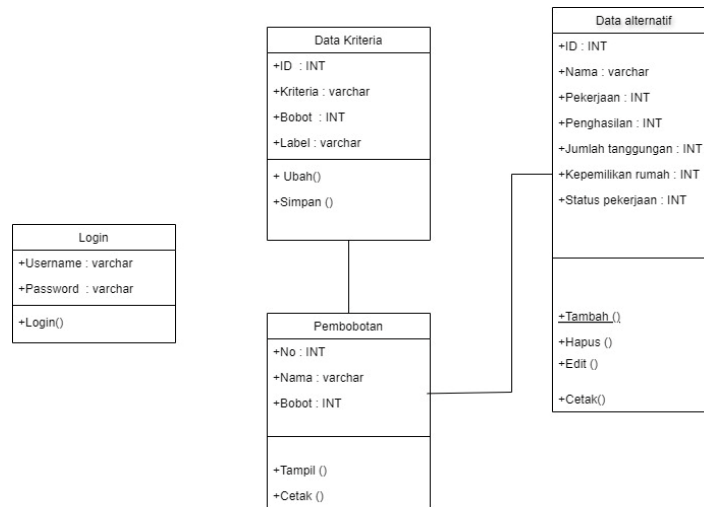 Data Kriteria
+ID : INT
+Kriteria : varchar
+Bobot : INT
+Label : varchar
+ Ubah()
+Simpan ()
Data alternatif
+ID : INT
+Nama : varchar
+Pekerjaan : INT
+Penghasilan : INT
+Jumlah tanggungan : INT
+Kepemilikan rumah : INT
+Status pekerjaan : INT
+Tambah ()
+Hapus ()
+Edit ()
+Cetak()
Login
+Username : varchar
+Password : varchar
+Login()
Pembobotan
+No : INT
+Nama : varchar
+Bobot : INT
+Tampil ()
+Cetak ()